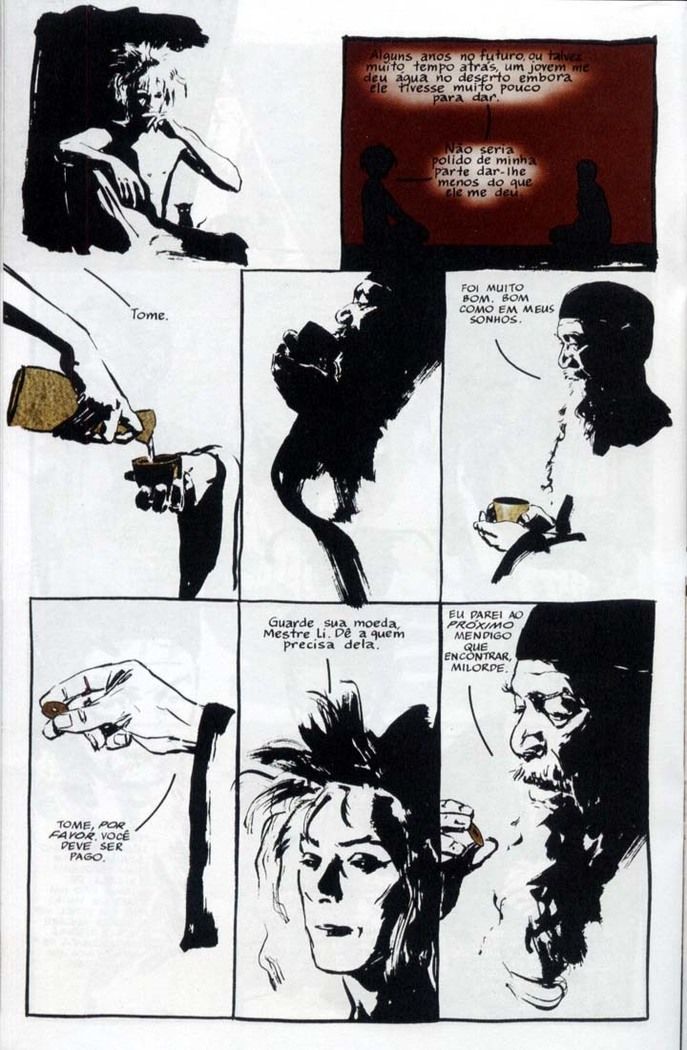 Alguns anos no futuro, ou talvez
muito tempo atrás, um jovem me
deu água no deserto embora
ele tivesse muito pouco
para dar.
Não seria
polido de minha
parte dar-lhe
menos do que
ele me deu.
Tome.
FOI MUITO
BOM. BOM
COMO EM MEUS
SONHOS.
TOME, POR
FAVOR. VOCÊ
DEVE SER
PAGO.
Guarde sua moeda,
Mestre Li. Dê a quem
precisa dela.
EU PAREI AO
PRÓXIMO
MENDIGO
QUE
ENCONTRAR,
MILORDE.